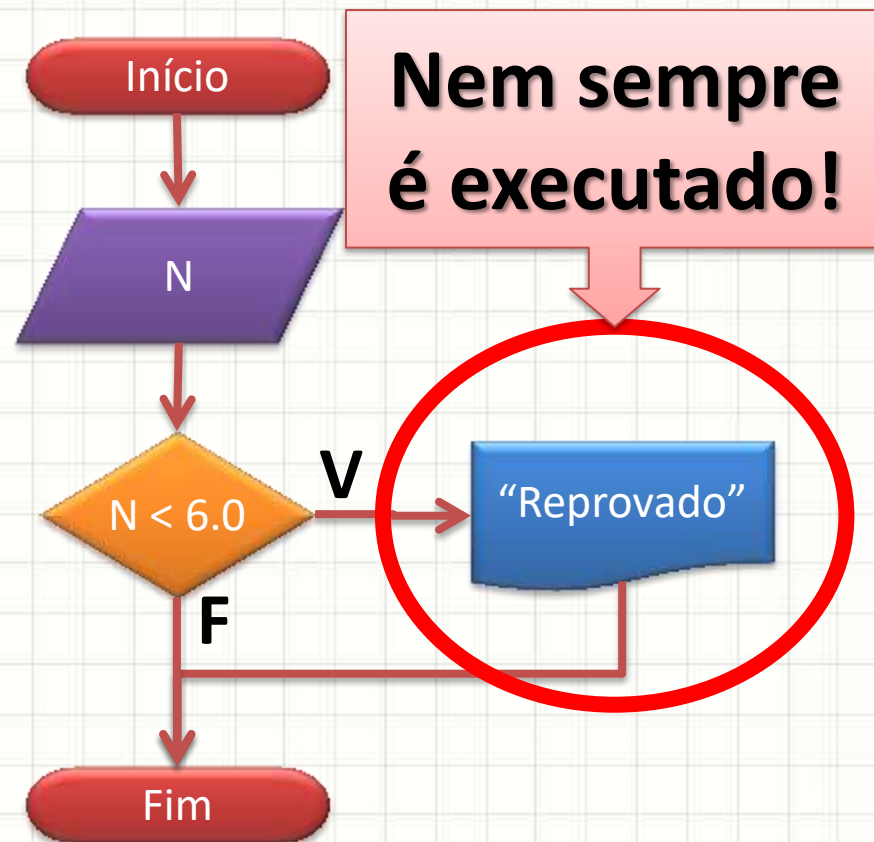 Início
Nem sempre
é executado!
N
N < 6.0
V
“Reprovado”
F
Fim